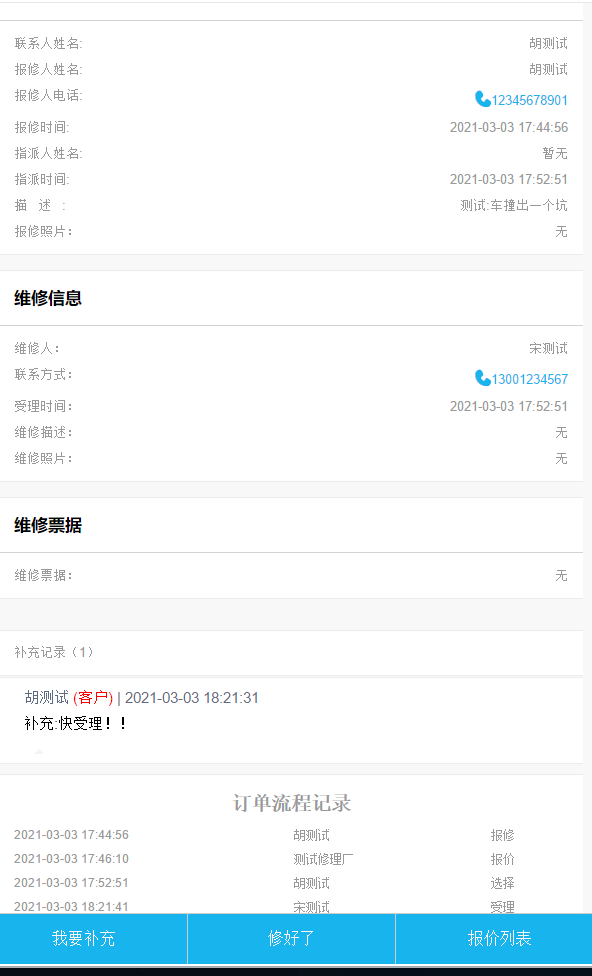 联系人姓名: 胡测试
报修人姓名: 胡测试
报修人电话: 12345678901
报修时间: 2021-03-03 17:44:56
指派人姓名: 暂无
指派时间: 2021-03-03 17:52:51
描 述 : 测试:车撞出一个坑
报修照片: 无
维修信息
维修人: 宋测试
联系方式: 13001234567
受理时间: 2021-03-03 17:52:51
维修描述: 无
维修照片: 无
维修票据
维修票据: 无
补充记录（1）
胡测试 (客户) | 2021-03-03 18:21:31
补充:快受理！！
订单流程记录
2021-03-03 17:44:56 胡测试 报修
2021-03-03 17:46:10 测试修理厂 报价
2021-03-03 17:52:51 胡测试 选择
2021-03-03 18:21:41 宋测试 受理
我要补充 修好了 报价列表